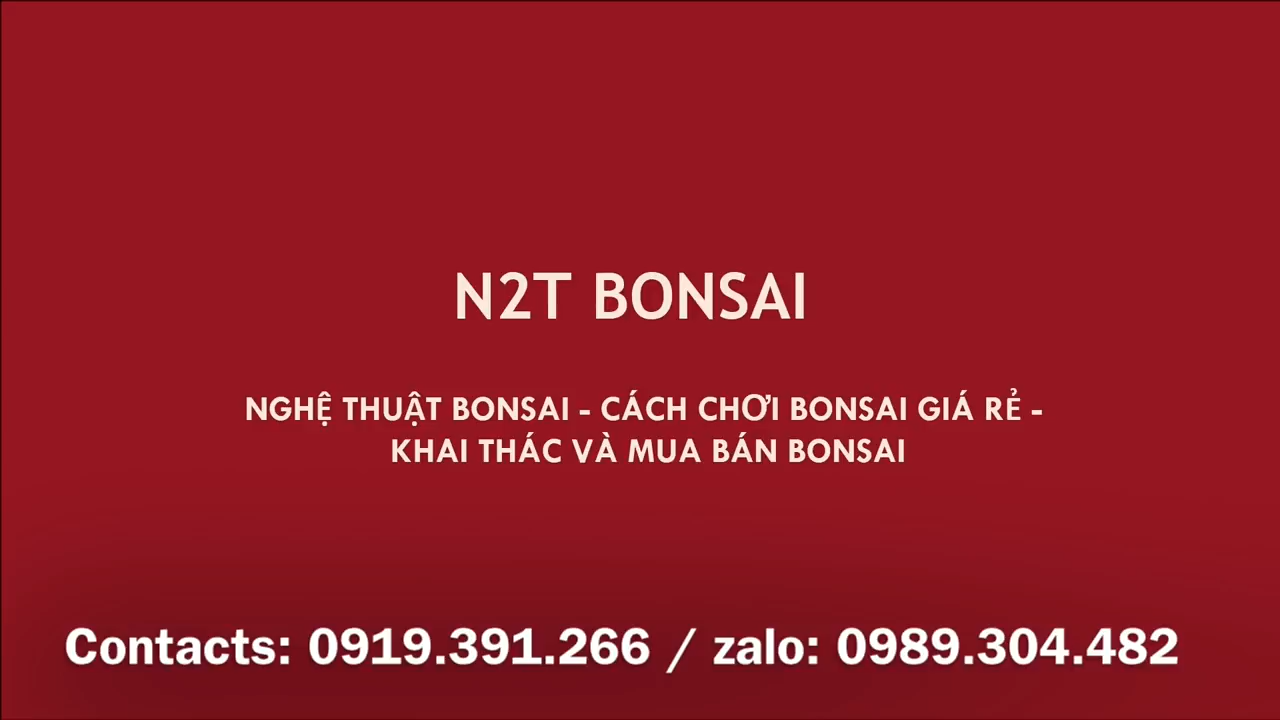 N2T BONSAI
NGHỆ THUẬT BONSAI - CÁCH CHƠI BONSAI GIÁ RẺ -
KHAI THÁC VÀ MUA BÁN BONSAI
Contacts: 0919.391.266 / zalo: 0989.304.482